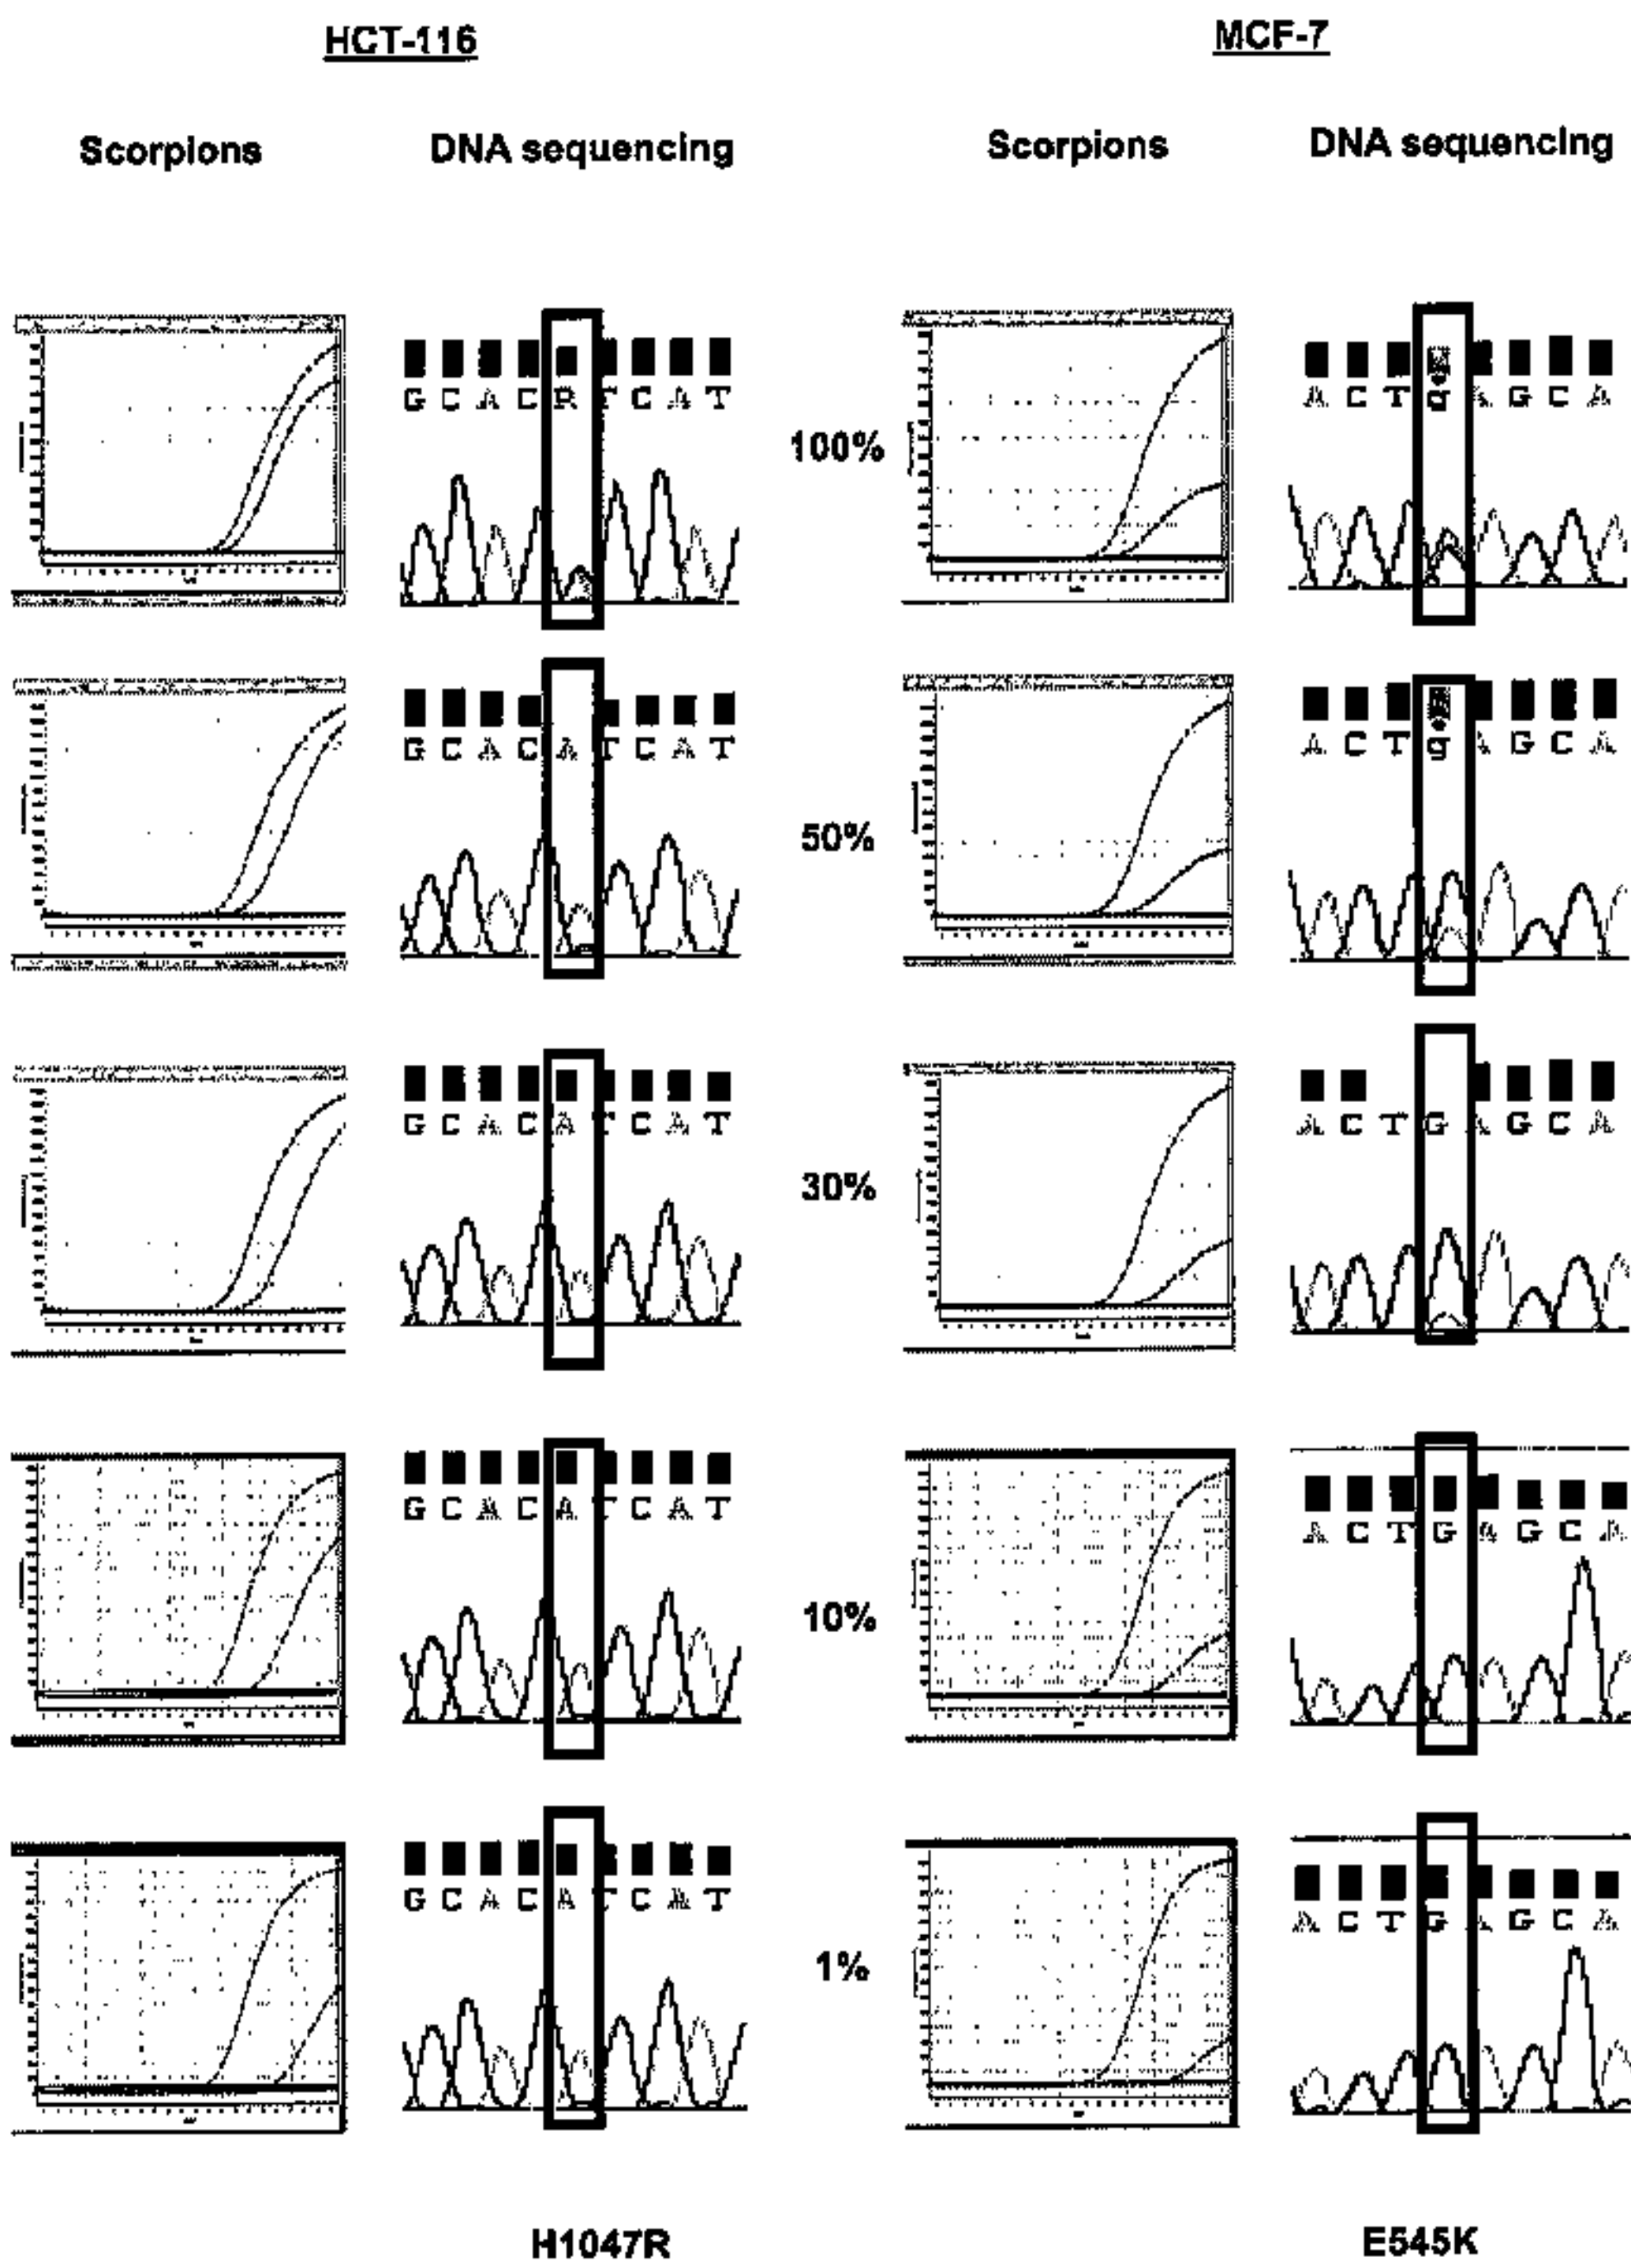 HCT-116 MCF-7
Scorpions DNA sequencing Scorpions DNA sequencing
G C A C R T C A T 100% A C T q A G C A
G C A C A T C A T 50% A C T q A G C A
G C A C A T C A T 30% A C T G A G C A
G C A C A T C A T 10% A C T G A G C A
G C A C A T C A T 1% A C T G A G C A
H1047R E545K